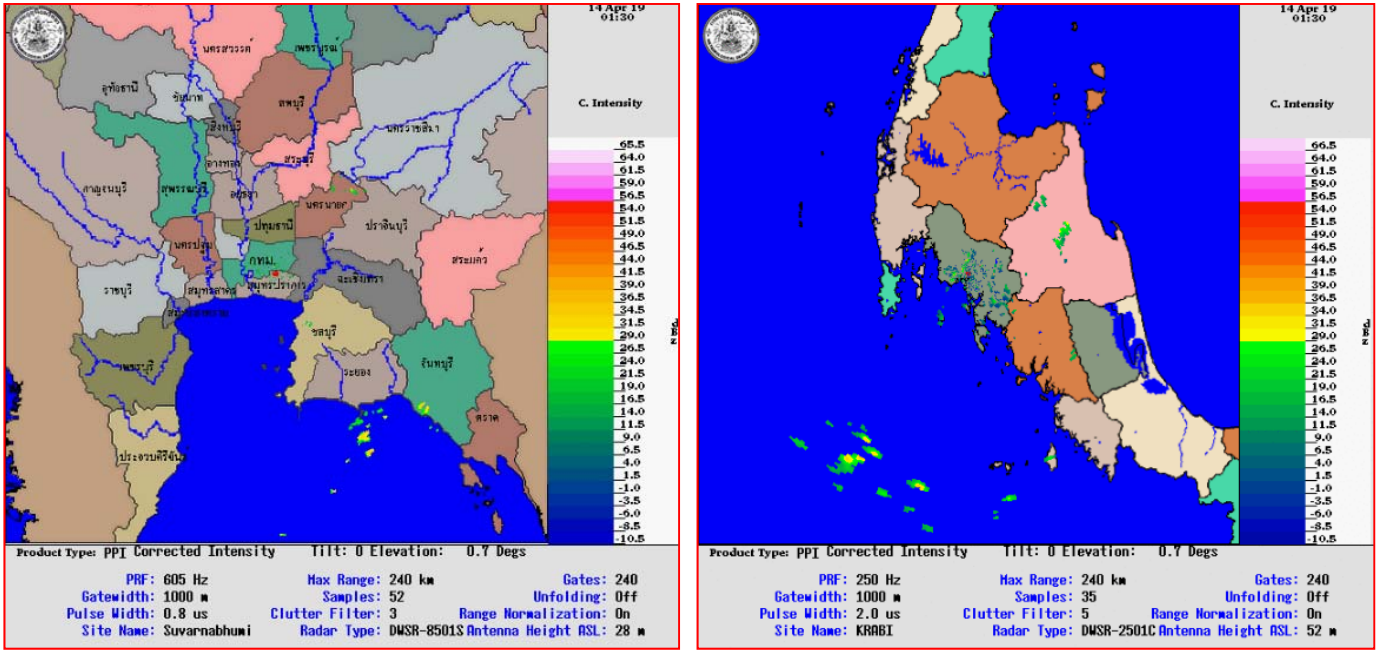 14 Apr 19
01:30
C. Intensity
65.5
64.0
61.5
59.0
56.5
54.0
51.5
49.0
46.5
44.0
41.5
39.0
36.5
34.0
31.5
29.0
26.5
24.0
21.5
19.0
16.5
14.0
11.5
9.0
6.5
4.0
1.5
-1.0
-3.5
-6.0
-8.5
-10.5
นครสวรรค์
เพชรบูรณ์
อุทัยธานี
ชัยนาท
ลพบุรี
สิงห์บุรี
นครราชสีมา
อ่างทอง
สระบุรี
กาญจนบุรี
สุพรรณบุรี
อยุธยา
นครนายก
ปทุมธานี
ปราจีนบุรี
นครปฐม
กทม.
สระแก้ว
ราชบุรี
สมุทรสาคร
สมุทรปราการ
ฉะเชิงเทรา
ชลบุรี
เพชรบุรี
ระยอง
จันทบุรี
ตราด
ประจวบคีรีขันธ์
Product Type: PPI Corrected Intensity Tilt: 0 Elevation: 0.7 Degs
PRF: 605 Hz Max Range: 240 km Gates: 240
Gatewidth: 1000 m Samples: 52 Unfolding: Off
Pulse Width: 0.8 us Clutter Filter: 3 Range Normalization: On
Site Name: Suvarnabhumi Radar Type: DWSR-8501S Antenna Height ASL: 28 m
14 Apr 19
01:30
C. Intensity
66.5
64.0
61.5
59.0
56.5
54.0
51.5
49.0
46.5
44.0
41.5
39.0
36.5
34.0
31.5
29.0
26.5
24.0
21.5
19.0
16.5
14.0
11.5
9.0
6.5
4.0
1.5
-1.0
-3.5
-6.0
-8.5
-10.5
Product Type: PPI Corrected Intensity Tilt: 0 Elevation: 0.7 Degs
PRF: 250 Hz Max Range: 240 km Gates: 240
Gatewidth: 1000 m Samples: 35 Unfolding: Off
Pulse Width: 2.0 us Clutter Filter: 5 Range Normalization: On
Site Name: KRABI Radar Type: DWSR-2501C Antenna Height ASL: 52 m